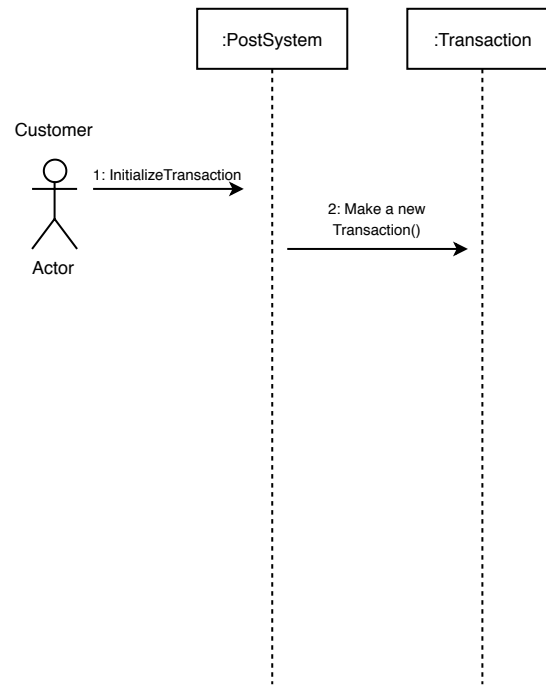 :PostSystem
:Transaction
Customer
1: InitializeTransaction
2: Make a new
Transaction()
Actor